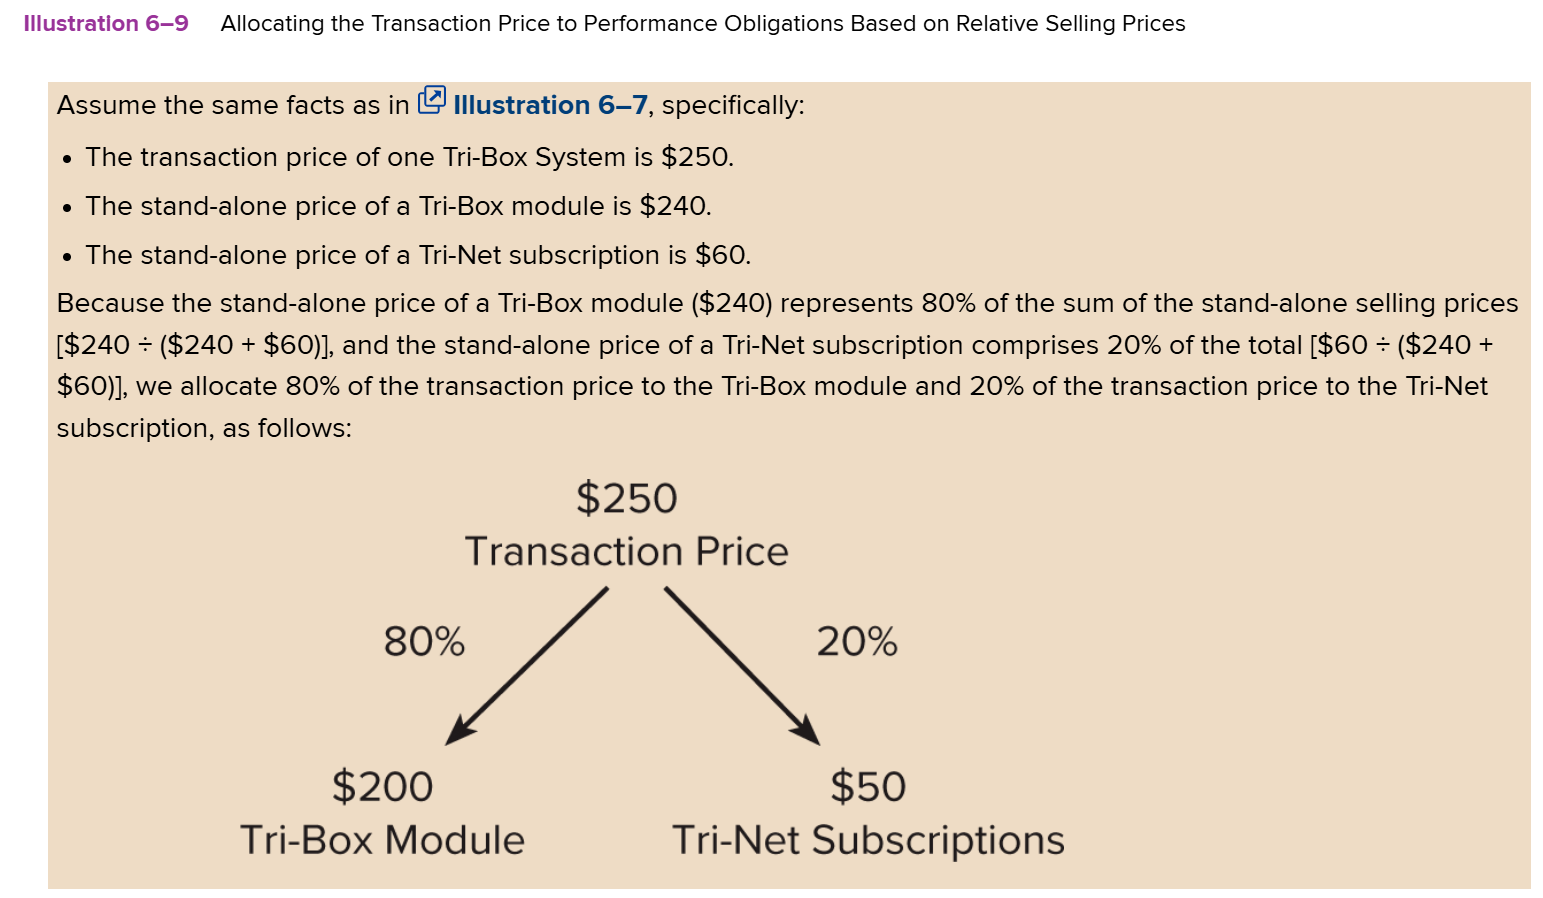 Illustration 6–9 Allocating the Transaction Price to Performance Obligations Based on Relative Selling Prices
Assume the same facts as in Illustration 6–7, specifically:
• The transaction price of one Tri-Box System is $250.
• The stand-alone price of a Tri-Box module is $240.
• The stand-alone price of a Tri-Net subscription is $60.
Because the stand-alone price of a Tri-Box module ($240) represents 80% of the sum of the stand-alone selling prices
[$240 ÷ ($240 + $60)], and the stand-alone price of a Tri-Net subscription comprises 20% of the total [$60 ÷ ($240 +
$60)], we allocate 80% of the transaction price to the Tri-Box module and 20% of the transaction price to the Tri-Net
subscription, as follows:
$250
Transaction Price
80%
20%
$200
Tri-Box Module
$50
Tri-Net Subscriptions